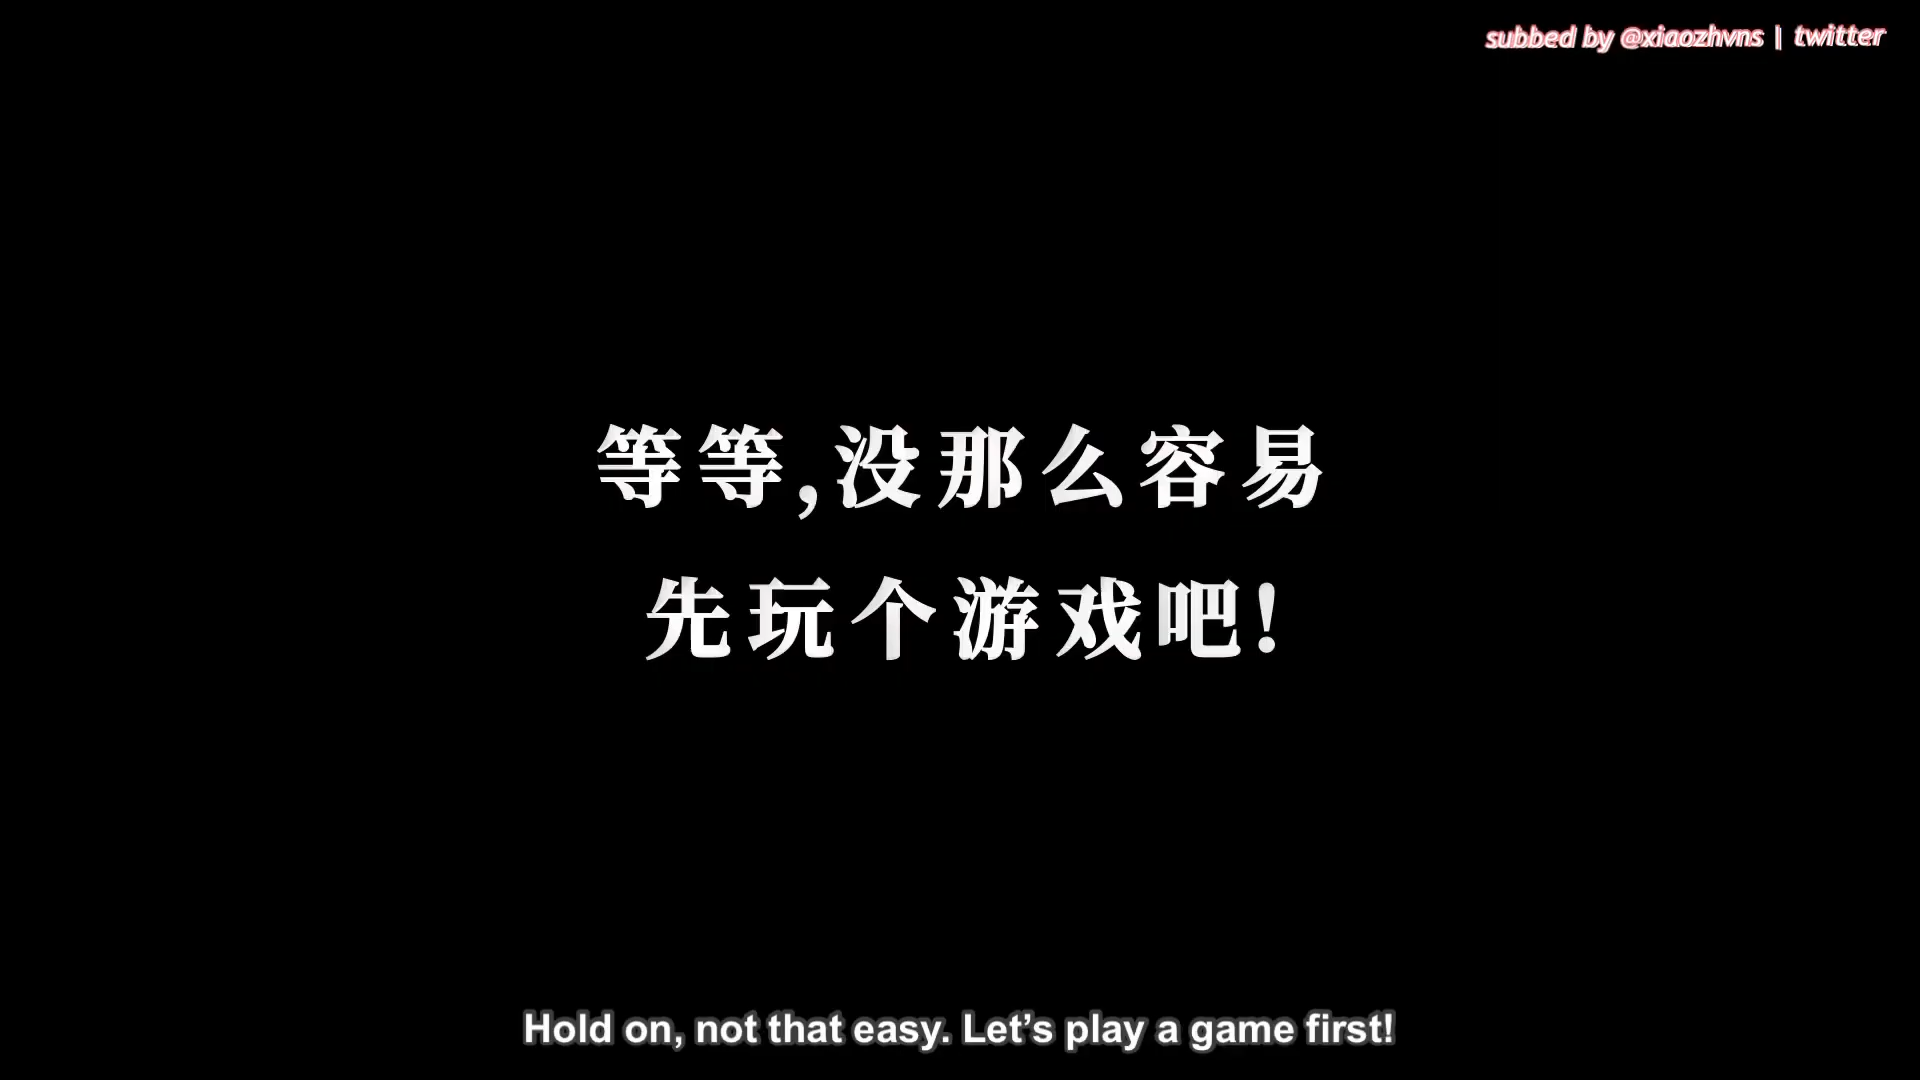 subbed by @xiaozhvns | twitter
等等,没那么容易
先玩个游戏吧!
Hold on, not that easy. Let’s play a game first!